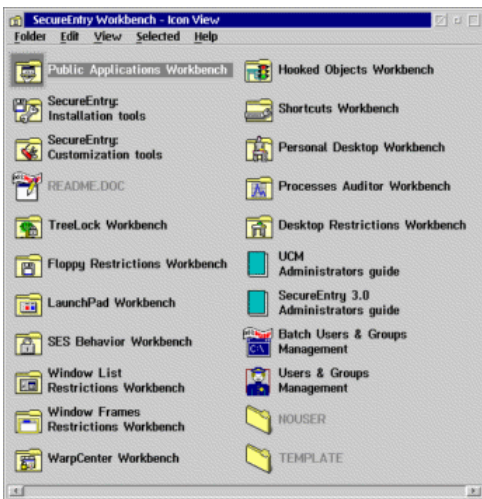 SecureEntry Workbench - Icon View
Folder Edit View Selected Help
Public Applications Workbench
SecureEntry:
Installation tools
SecureEntry:
Customization tools
README.DOC
TreeLock Workbench
Floppy Restrictions Workbench
LaunchPad Workbench
SES Behavior Workbench
Window List
Restrictions Workbench
Window Frames
Restrictions Workbench
WarpCenter Workbench
Hooked Objects Workbench
Shortcuts Workbench
Personal Desktop Workbench
Processes Auditor Workbench
Desktop Restrictions Workbench
UCM
Administrators guide
SecureEntry 3.0
Administrators guide
Batch Users & Groups
Management
Users & Groups
Management
NOUSER
TEMPLATE